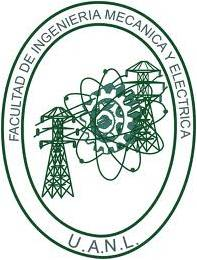 FACULTAD DE INGENIERIA MECANICA Y ELECTRICA
U.A.N.L.